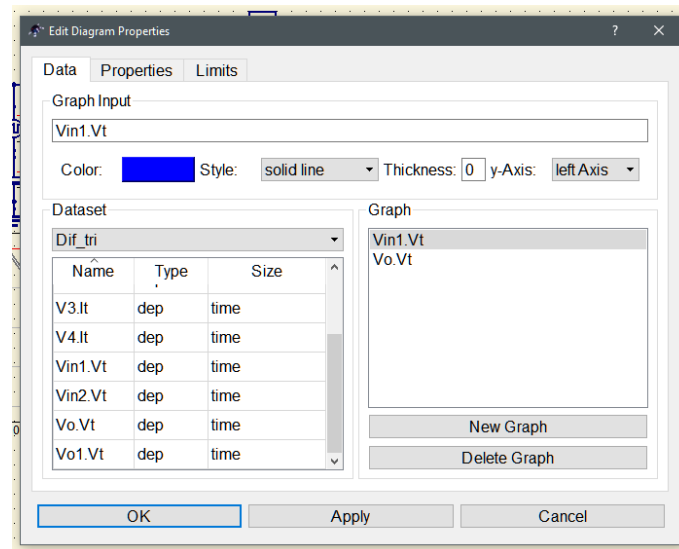 Edit Diagram Properties ? ×
Data Properties Limits
Graph Input
Vin1.Vt
Color: Style: solid line Thickness: 0 y-Axis: left Axis
Dataset
Dif_tri
Name Type Size
V3.It dep time
V4.It dep time
Vin1.Vt dep time
Vin2.Vt dep time
Vo.Vt dep time
Vo1.Vt dep time
Graph
Vin1.Vt
Vo.Vt
New Graph
Delete Graph
OK Apply Cancel